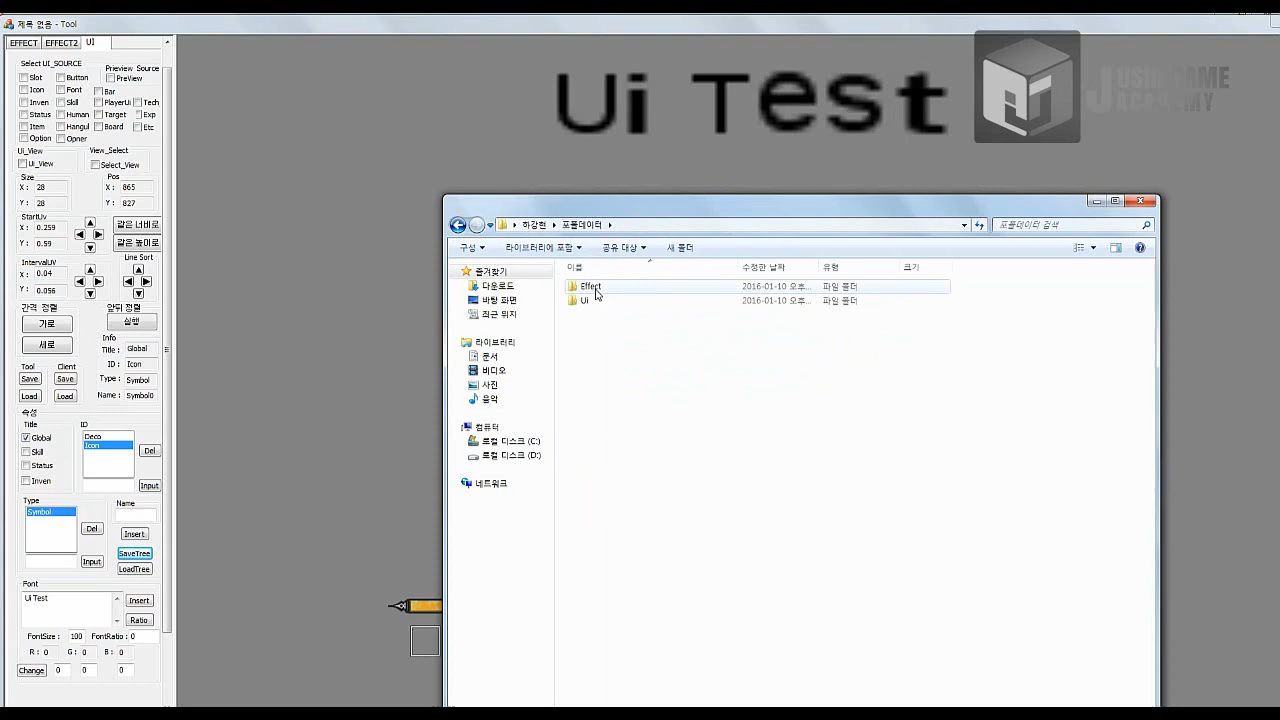 제목 없음 - Tool
EFFECT EFFECT2 UI
Ui Test
JUSIN GAME
ACADEMY
Select UI_SOURCE
Prieview Source
Slot Button PreView
Icon Font Bar
Inven Skil PlayerUi Tech
Status Human Target Exp
Item Hangul Board Etc
Option Opner
Ui_View View_Select
Ui_View Select_View
Size Pos
X : 28 X : 865
Y : 28 Y : 827
StartUv
X : 0.259 같은 너비로
Y : 0.59 같은 높이로
IntervalUV Line Sort
X : 0.04
Y : 0.056
간격 정렬 앞뒤 정렬
가로 실행
세로
Info
Title : Global
Tool Client ID : Icon
Save Save Type : Symbol
Load Load Name : Symbol0
속성
Title ID
Global Deco
Skil Icon Del
Status
Inven Input
Type Name
Symbol
Del Insert
SaveTree
Input LoadTree
Font
Ui Test Insert
Ratio
FontSize : 100 FontRatio : 0
R : 0 G : 0 B : 0
Change 0 0 0
하강현 포폴데이터 포폴데이터 검색
구성 라이브러리에 포함 공유 대상 새 폴더
이름 수정한 날짜 유형 크기
Effect 2016-01-10 오후... 파일 폴더
Ui 2016-01-10 오후... 파일 폴더
즐겨찾기
다운로드
바탕 화면
최근 위치
라이브러리
문서
비디오
사진
음악
컴퓨터
로컬 디스크 (C:)
로컬 디스크 (D:)
네트워크